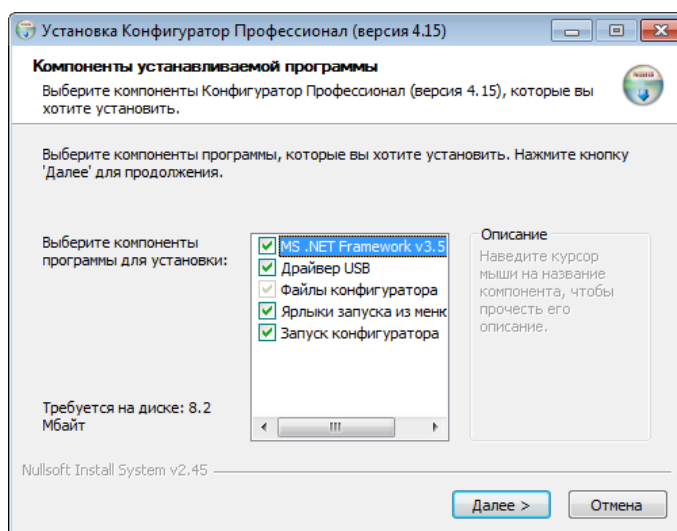 Установка Конфигуратор Профессионал (версия 4.15)
Компоненты устанавливаемой программы
Выберите компоненты Конфигуратор Профессионал (версия 4.15), которые вы
хотите установить.
Выберите компоненты программы, которые вы хотите установить. Нажмите кнопку
'Далее' для продолжения.
Выберите компоненты
программы для установки:
MS .NET Framework v3.5
Драйвер USB
Файлы конфигуратора
Ярлыки запуска из меню
Запуск конфигуратора
Описание
Наведите курсор
мыши на название
компонента, чтобы
прочесть его
описание.
Требуется на диске: 8.2
Мбайт
Nullsoft Install System v2.45
Далее >
Отмена